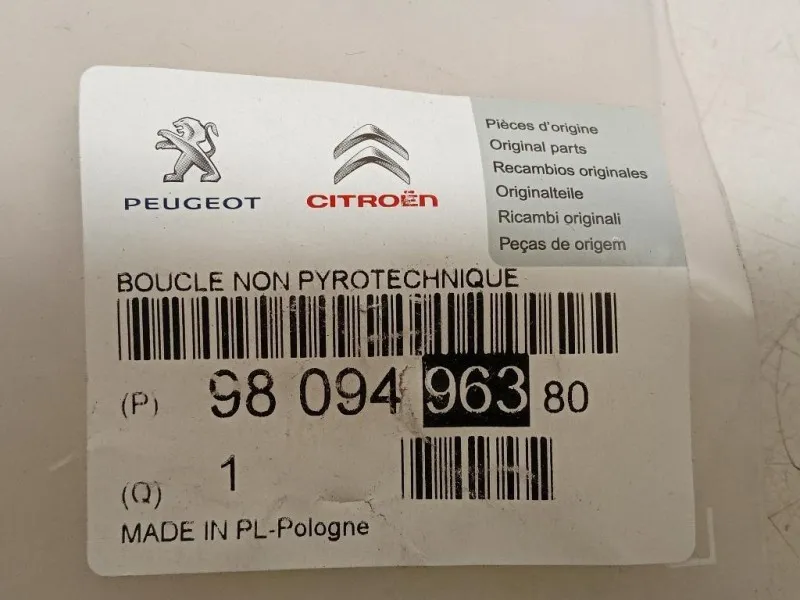 PEUGEOT
CITROËN
Pièces d'origine
Original parts
Recambios originales
Originalteile
Ricambi originali
Peças de origem
BOUCLE NON PYROTECHNIQUE
(P) 98 094 963 80
(Q) 1
MADE IN PL-Pologne